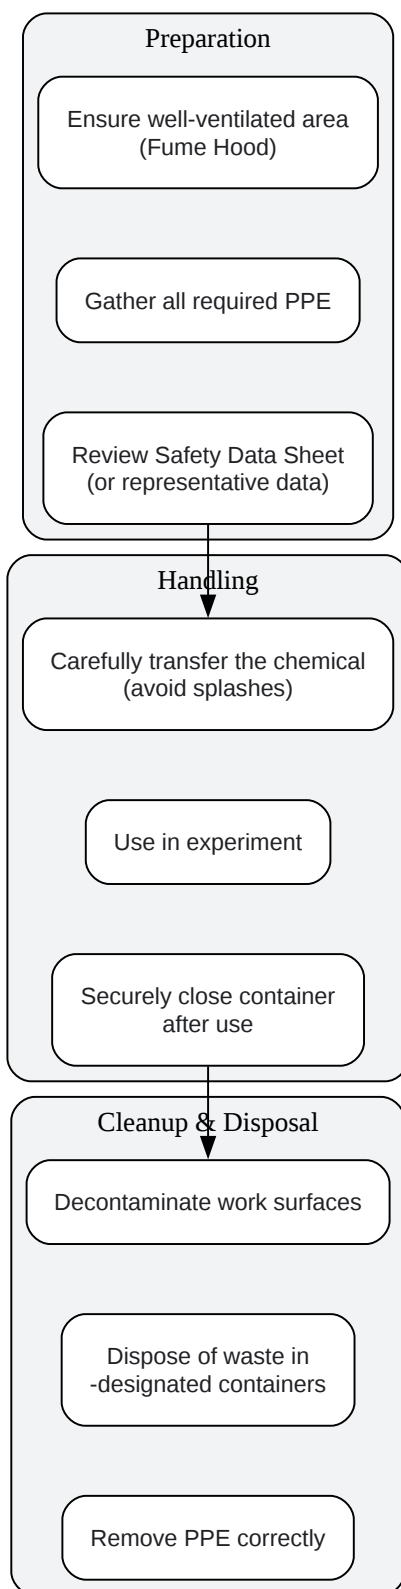 Preparation
Ensure well-ventilated area
(Fume Hood)
Gather all required PPE
Review Safety Data Sheet
(or representative data)
Handling
Carefully transfer the chemical
(avoid splashes)
Use in experiment
Securely close container
after use
Cleanup & Disposal
Decontaminate work surfaces
Dispose of waste in
-designated containers
Remove PPE correctly